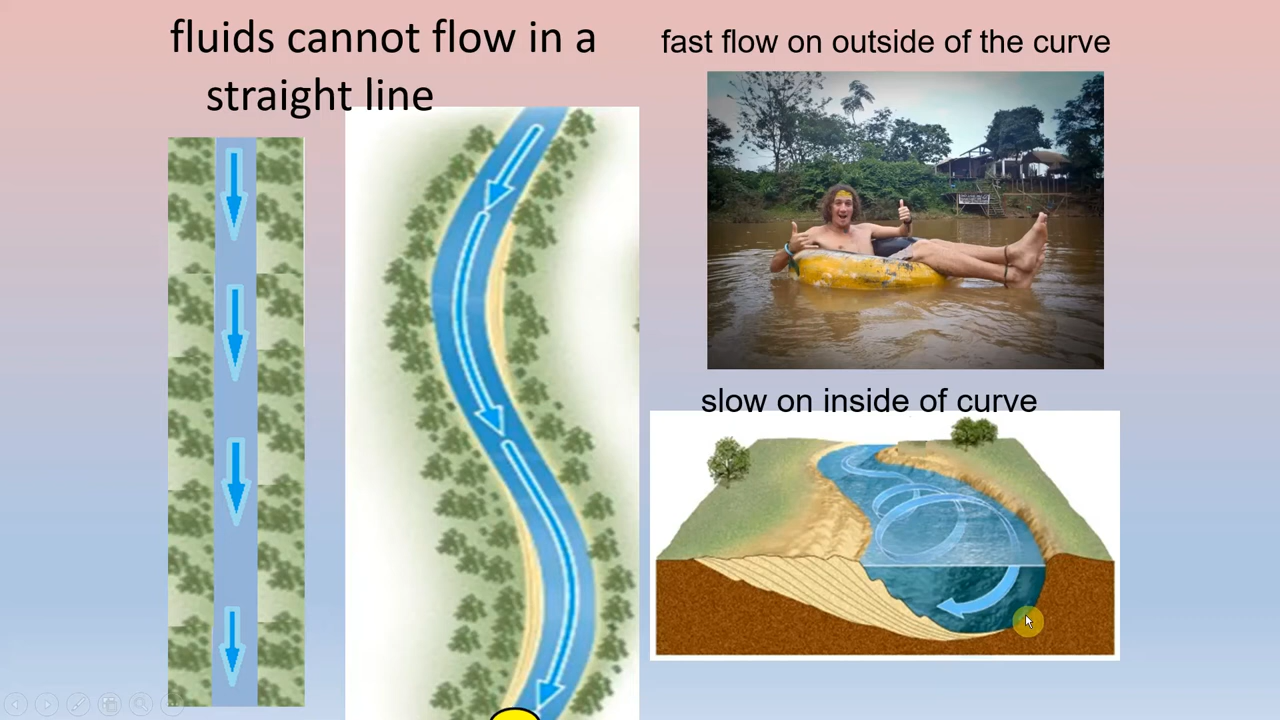 fluids cannot flow in a
straight line
fast flow on outside of the curve
slow on inside of curve